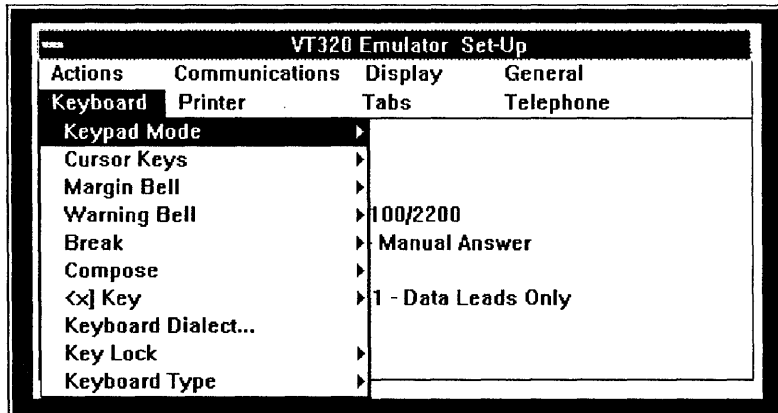 VT320 Emulator Set-Up
Actions Communications Display General
Keyboard Printer Tabs Telephone
Keypad Mode
Cursor Keys
Margin Bell
Warning Bell 100/2200
Break Manual Answer
Compose
<x] Key 1 - Data Leads Only
Keyboard Dialect...
Key Lock
Keyboard Type